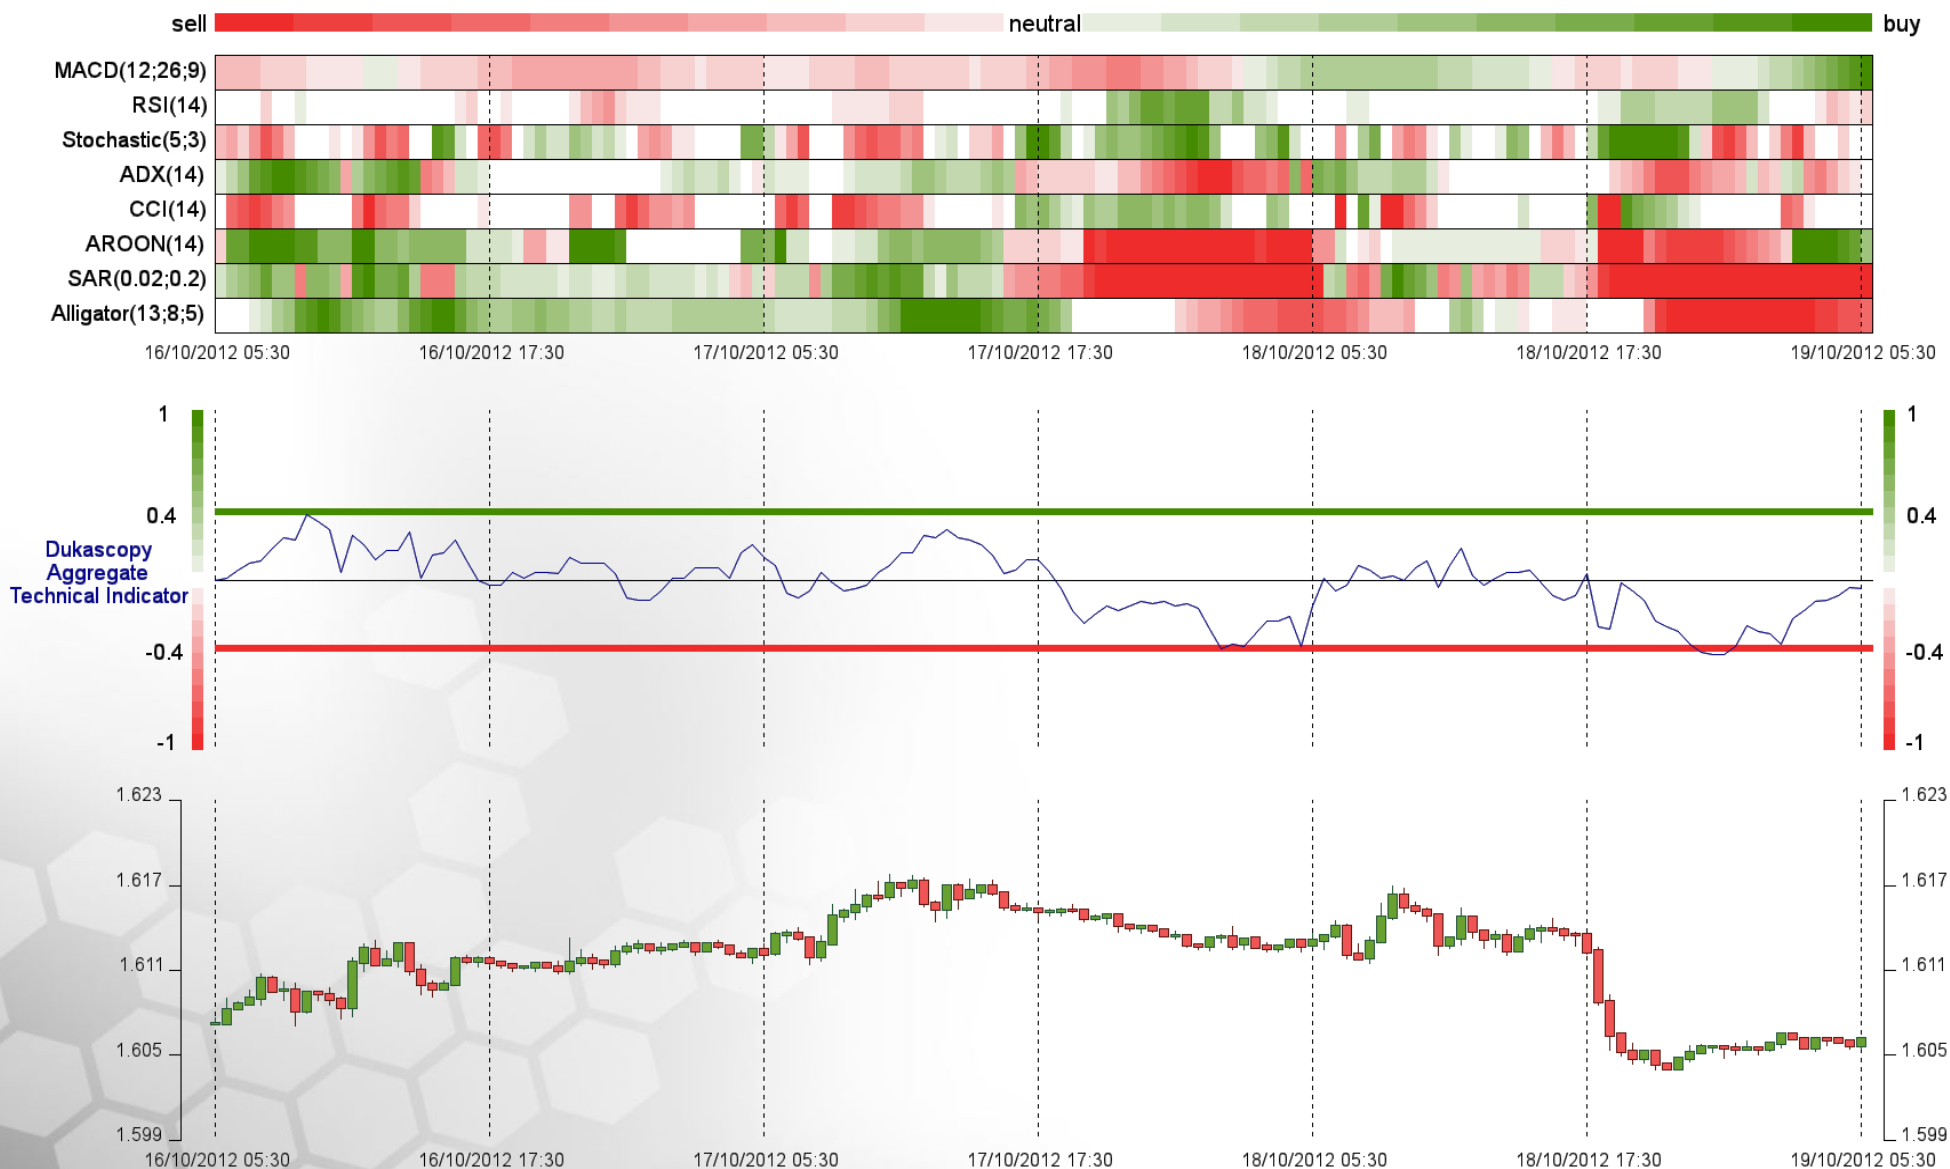 sell neutral buy
MACD(12;26;9)
RSI(14)
Stochastic(5;3)
ADX(14)
CCI(14)
AROON(14)
SAR(0.02;0.2)
Alligator(13;8;5)
16/10/2012 05:30 16/10/2012 17:30 17/10/2012 05:30 17/10/2012 17:30 18/10/2012 05:30 18/10/2012 17:30 19/10/2012 05:30
1 1
0.4 0.4
Dukascopy
Aggregate
Technical Indicator
-0.4 -0.4
-1 -1
1.623 1.623
1.617 1.617
1.611 1.611
1.605 1.605
1.599 1.599
16/10/2012 05:30 16/10/2012 17:30 17/10/2012 05:30 17/10/2012 17:30 18/10/2012 05:30 18/10/2012 17:30 19/10/2012 05:30